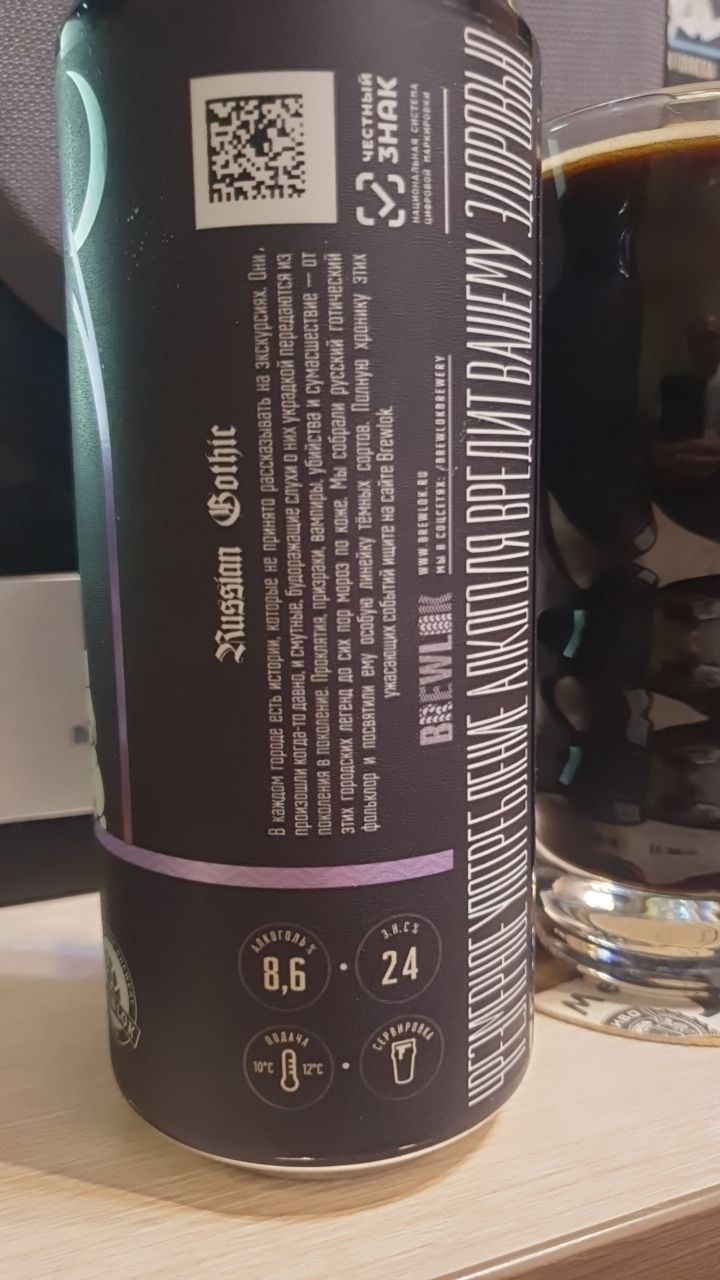 Russian Gothic
В каждом городе есть истории, которые не принято рассказывать на экскурсиях. Они,
произошли когда-то давно, и смутные, будоражащие слухи о них украдкой передаются из
поколения в поколение. Проклятия, призраки, вампиры, убийства и сумасшествие — от
этих городских легенд до сих пор мороз по коже. Мы собрали русский готический
фольклор и посвятили ему особую линейку тёмных сортов. Полную хронику этих
ужасающих событий ищите на сайте Brewlok.
ЧЕСТНЫЙ
ЗНАК
НАЦИОНАЛЬНАЯ СИСТЕМА
ЦИФРОВОЙ МАРКИРОВКИ
BREWLOK
WWW.BREWLOK.RU
МЫ В СОЦСЕТЯХ: /BREWLOKBREWERY
ЧРЕЗМЕРНОЕ УПОТРЕБЛЕНИЕ АЛКОГОЛЯ ВРЕДИТ ВАШЕМУ ЗДОРОВЬЮ
АЛКОГОЛЬ %
8,6
Э.Н.С %
24
ПОДАЧА
10°C 12°C
СЕРВИРОВКА